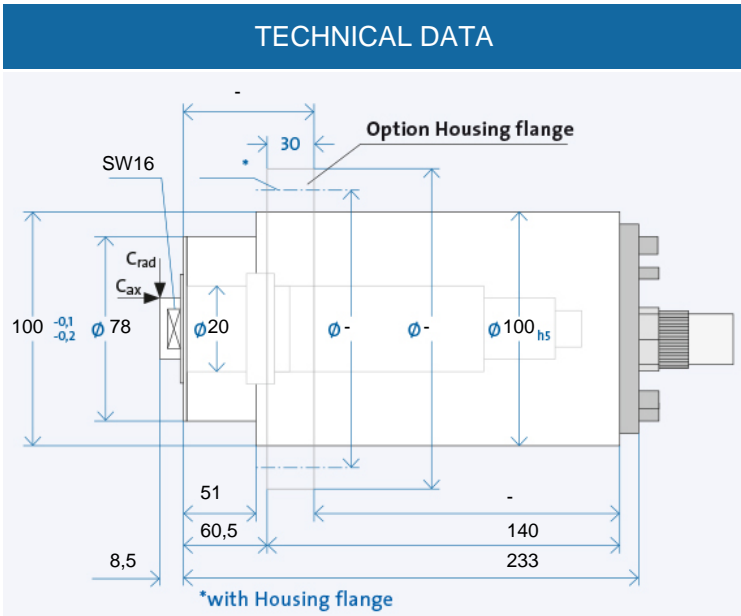 TECHNICAL DATA
-
30
Option Housing flange
SW16
*
Crad
Cax
100 -0,1 -0,2
Ø 78
Ø20
Ø-
Ø-
Ø100 h5
51
-
60,5
140
8,5
233
*with Housing flange